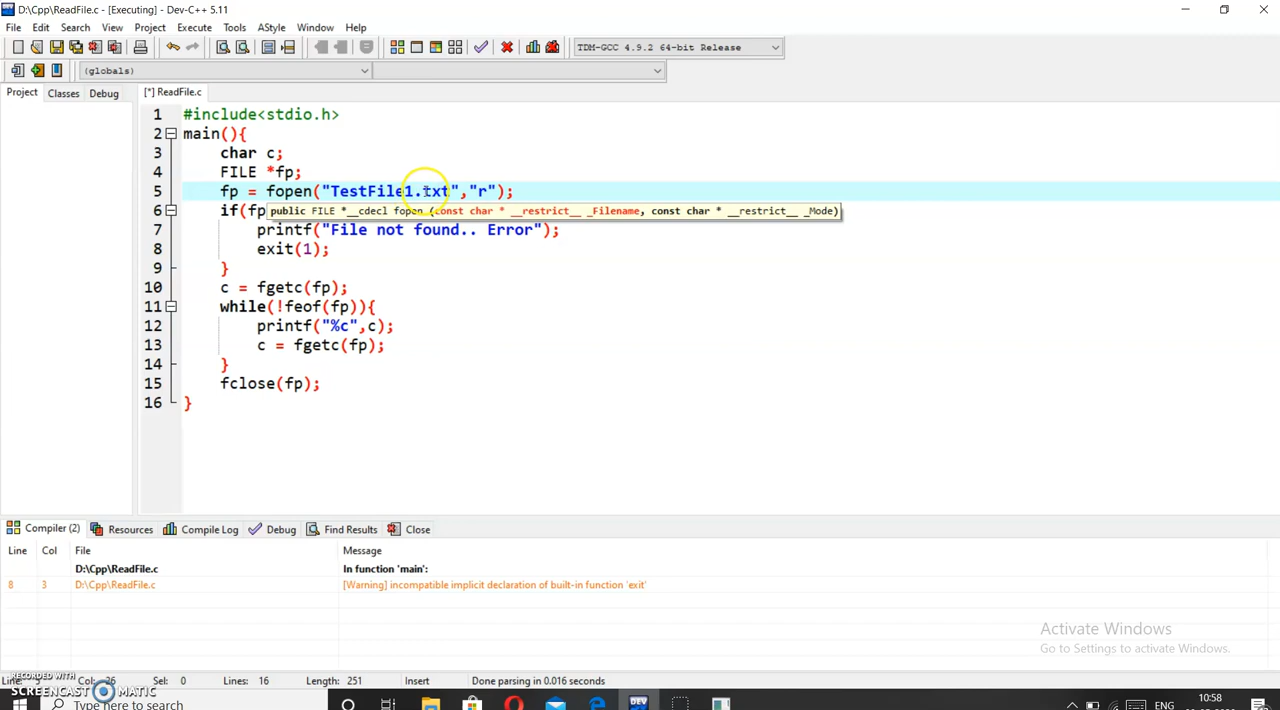 D:\Cpp\ReadFile.c - [Executing] - Dev-C++ 5.11
File Edit Search View Project Execute Tools AStyle Window Help
TDM-GCC 4.9.2 64-bit Release
(globals)
Project Classes Debug [*] ReadFile.c
1 #include<stdio.h>
2 main(){
3 char c;
4 FILE *fp;
5 fp = fopen("TestFile1.txt","r");
6 if(fp
public FILE *__cdecl fopen (const char * __restrict__ _Filename, const char * __restrict__ _Mode)
7 printf("File not found.. Error");
8 exit(1);
9 }
10 c = fgetc(fp);
11 while(!feof(fp)){
12 printf("%c",c);
13 c = fgetc(fp);
14 }
15 fclose(fp);
16 }
Compiler (2) Resources Compile Log Debug Find Results Close
Line Col File Message
D:\Cpp\ReadFile.c In function 'main':
8 3 D:\Cpp\ReadFile.c [Warning] incompatible implicit declaration of built-in function 'exit'
Activate Windows
Go to Settings to activate Windows.
Line: Col: 26 Sel: 0 Lines: 16 Length: 251 Insert Done parsing in 0.016 seconds
RECORDED WITH
SCREENCAST MATIC
Type here to search
DEV
ENG
10:58